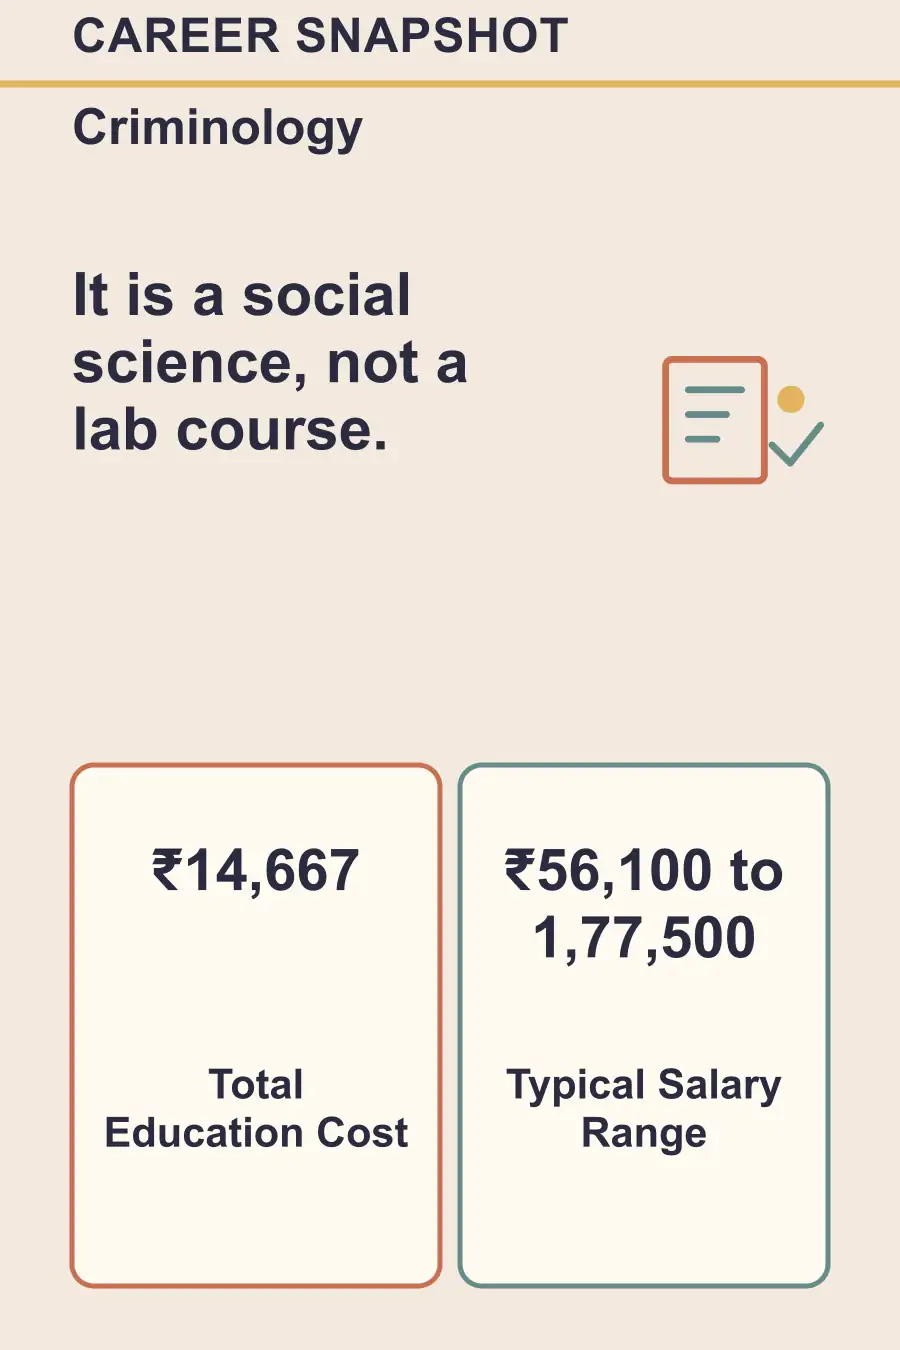 CAREER SNAPSHOT
Criminology
It is a social
science, not a
lab course.
₹14,667
Total
Education Cost
₹56,100 to
1,77,500
Typical Salary
Range